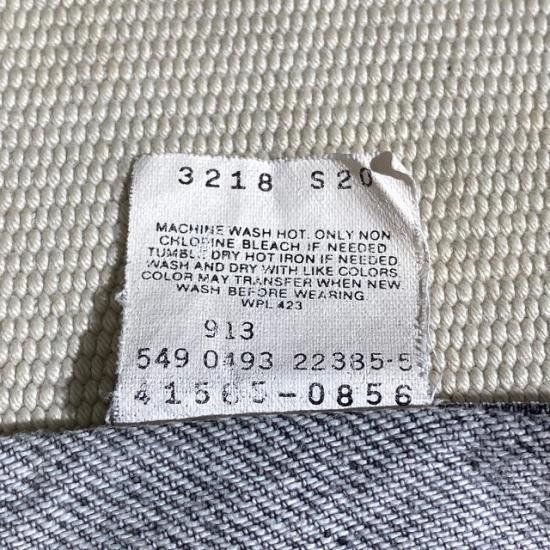 3218 S20
MACHINE WASH HOT. ONLY NON
CHLORINE BLEACH IF NEEDED
TUMBLE DRY HOT IRON IF NEEDED.
WASH AND DRY WITH LIKE COLORS
COLOR MAY TRANSFER WHEN NEW
WASH BEFORE WEARING
WPL 423
913
549 0493 22385-5
41565-0856